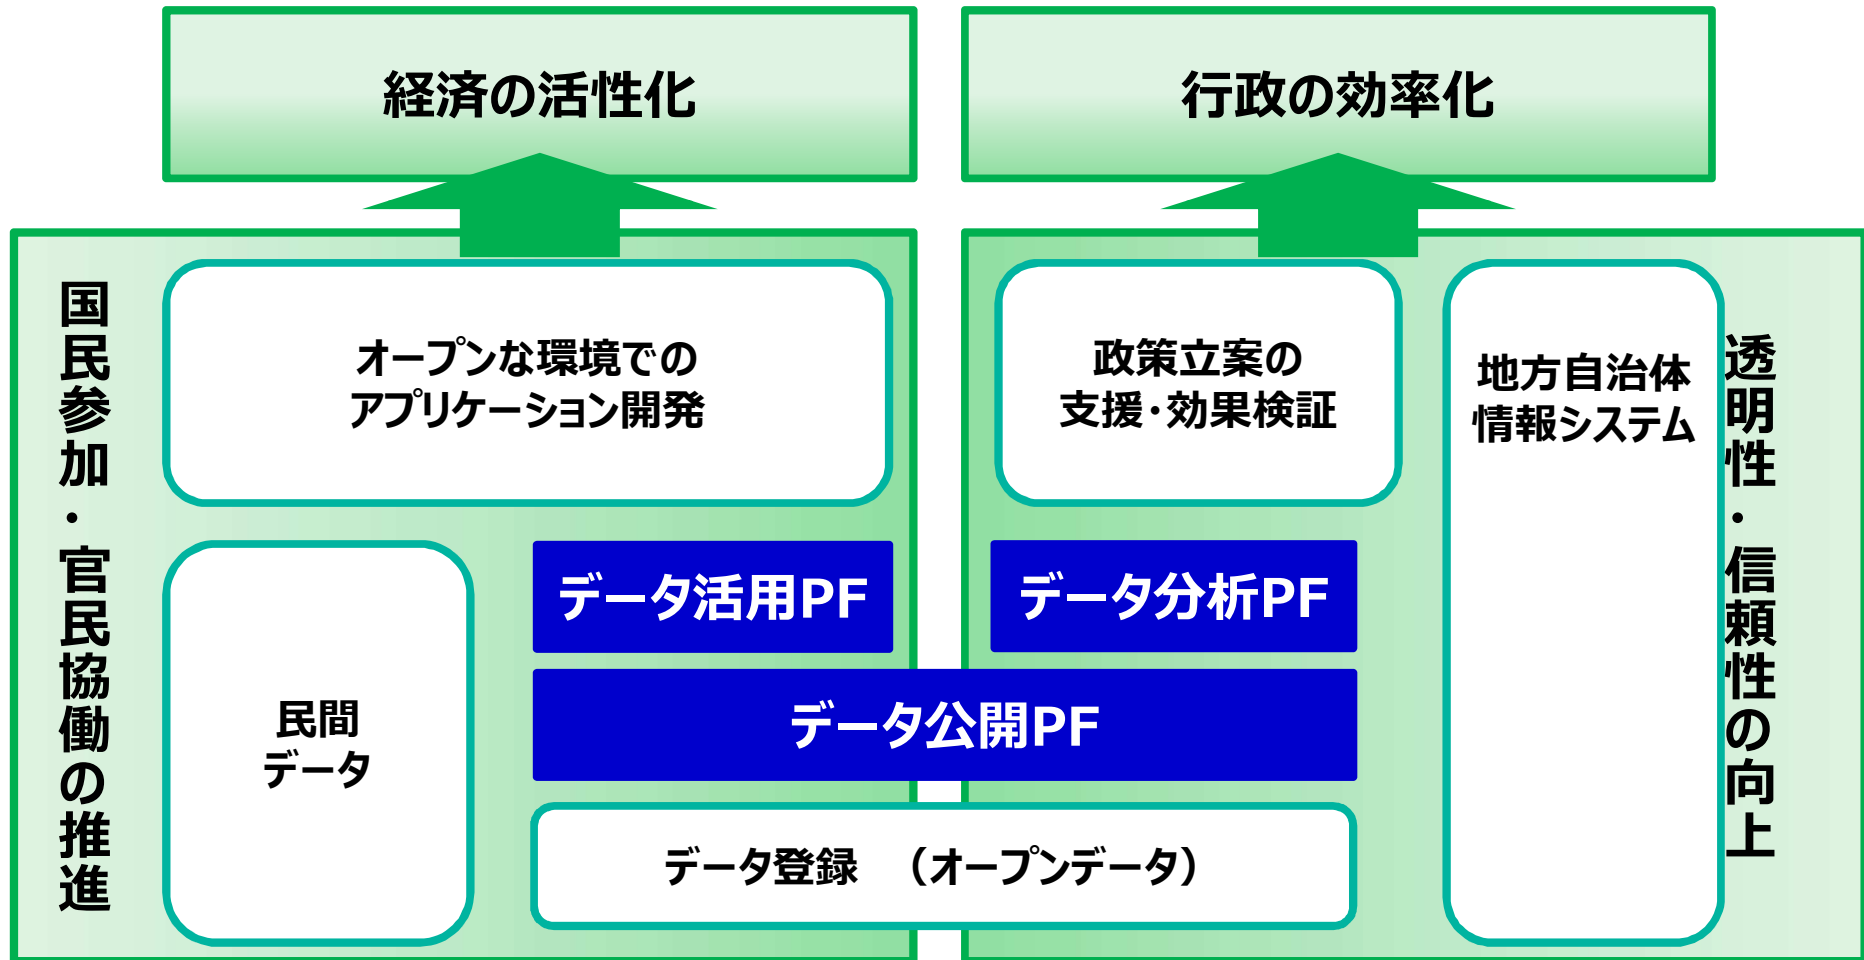 経済の活性化
行政の効率化
国民参加・官民協働の推進
オープンな環境での
アプリケーション開発
政策立案の
支援・効果検証
地方自治体
情報システム
透明性・信頼性の向上
民間
データ
データ活用PF
データ分析PF
データ公開PF
データ登録　（オープンデータ）